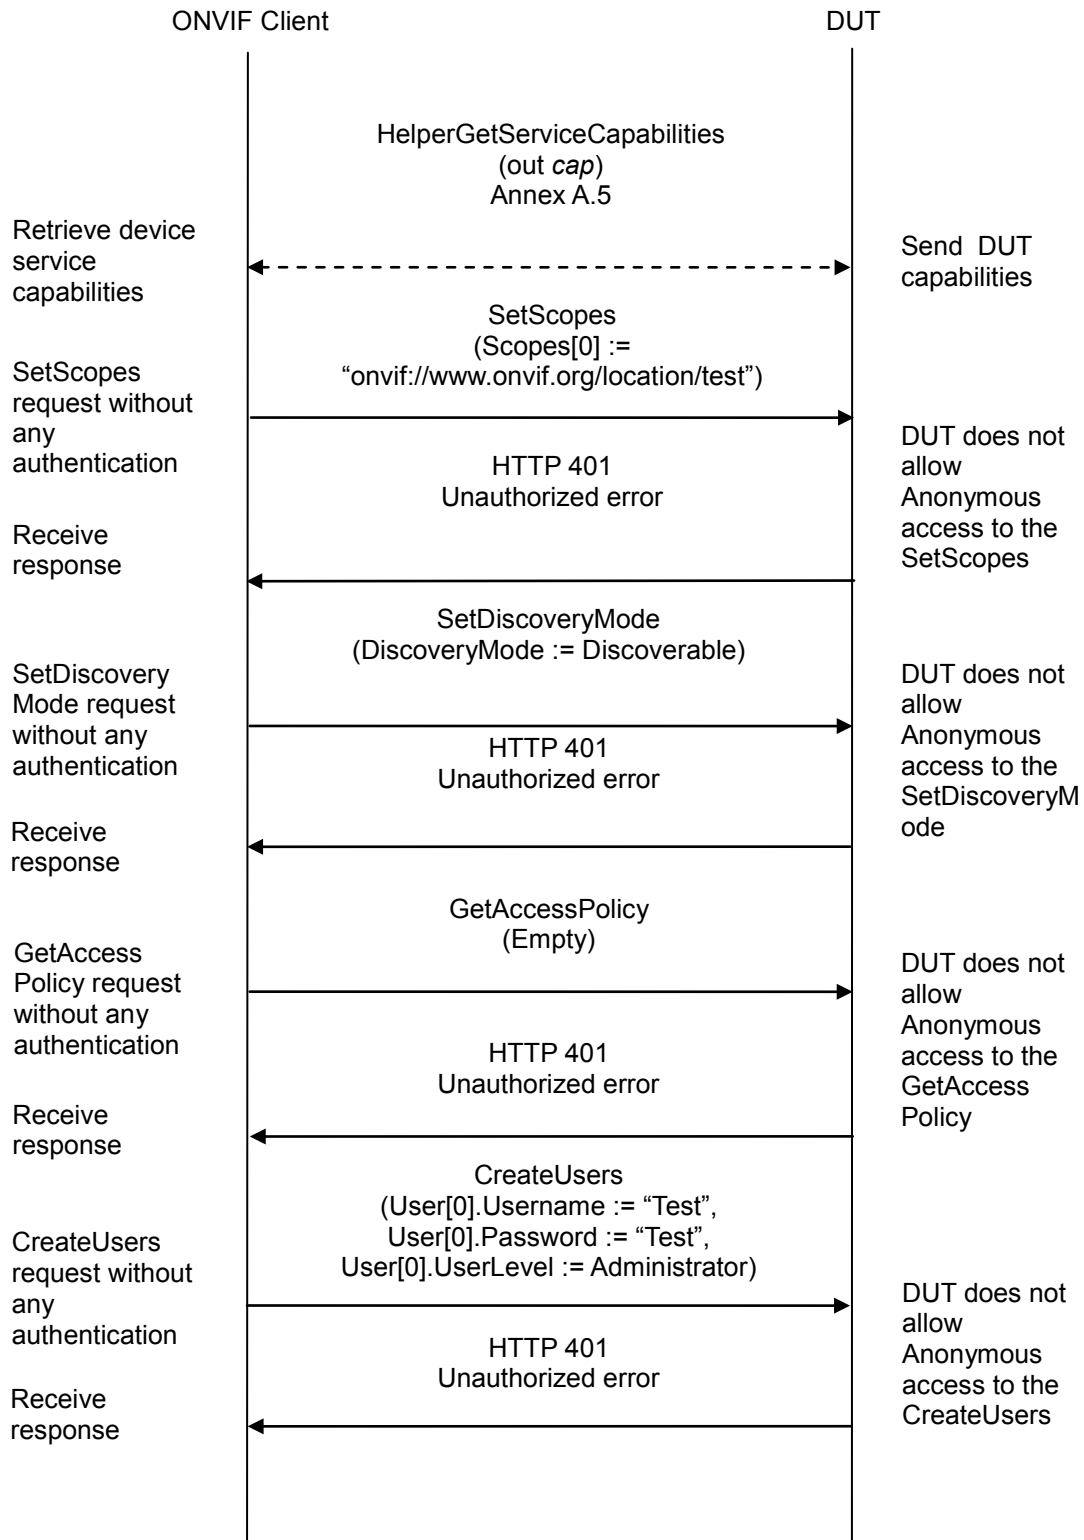 ONVIF Client
DUT
HelperGetServiceCapabilities
(out cap)
Annex A.5
Retrieve device
service
capabilities
Send DUT
capabilities
SetScopes
(Scopes[0] :=
“onvif://www.onvif.org/location/test”)
SetScopes
request without
any
authentication
HTTP 401
Unauthorized error
DUT does not
allow
Anonymous
access to the
SetScopes
Receive
response
SetDiscoveryMode
(DiscoveryMode := Discoverable)
SetDiscovery
Mode request
without any
authentication
HTTP 401
Unauthorized error
DUT does not
allow
Anonymous
access to the
SetDiscoveryM
ode
Receive
response
GetAccessPolicy
(Empty)
GetAccess
Policy request
without any
authentication
HTTP 401
Unauthorized error
DUT does not
allow
Anonymous
access to the
GetAccess
Policy
Receive
response
CreateUsers
(User[0].Username := “Test”,
User[0].Password := “Test”,
User[0].UserLevel := Administrator)
CreateUsers
request without
any
authentication
HTTP 401
Unauthorized error
DUT does not
allow
Anonymous
access to the
CreateUsers
Receive
response